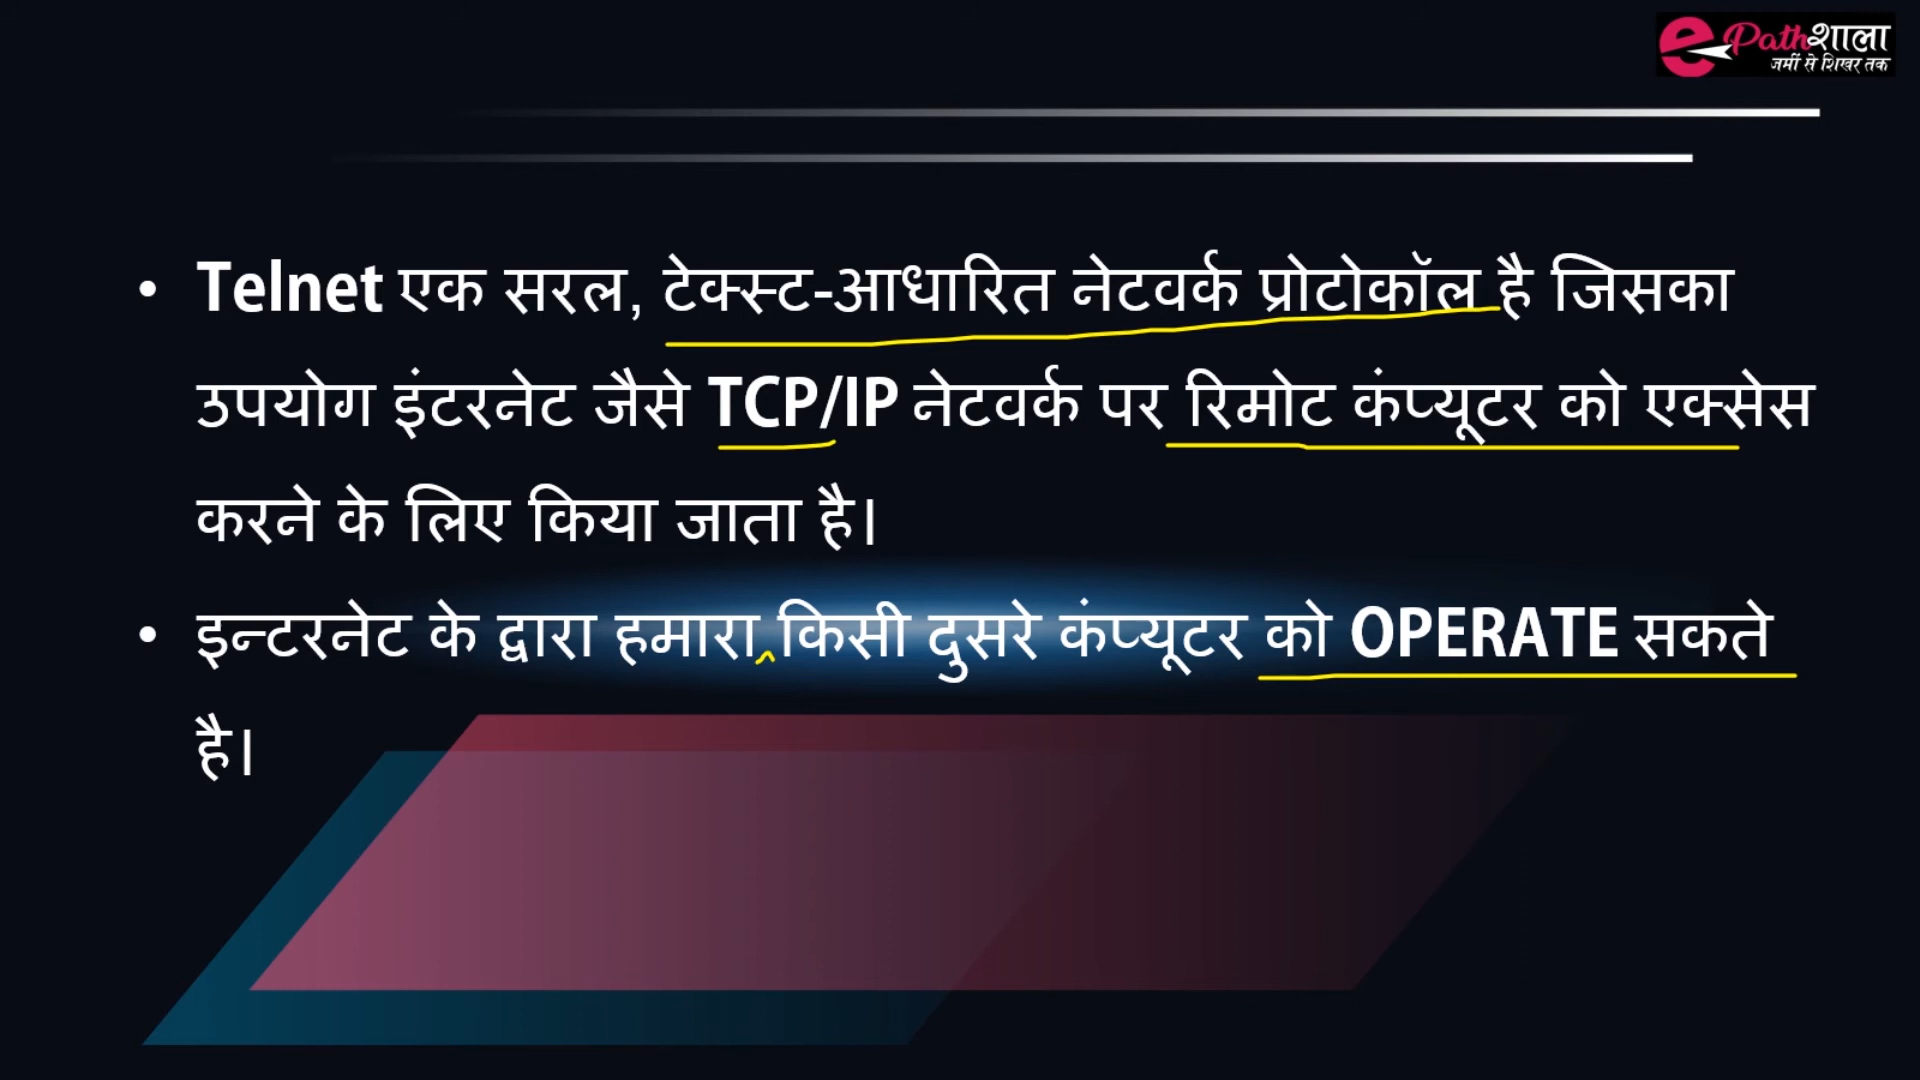 ePathशाला
जमीं से शिखर तक
• Telnet एक सरल, टेक्स्ट-आधारित नेटवर्क प्रोटोकॉल है जिसका
उपयोग इंटरनेट जैसे TCP/IP नेटवर्क पर रिमोट कंप्यूटर को एक्सेस
करने के लिए किया जाता है।
• इन्टरनेट के द्वारा हमारा किसी दुसरे कंप्यूटर को OPERATE सकते
है।